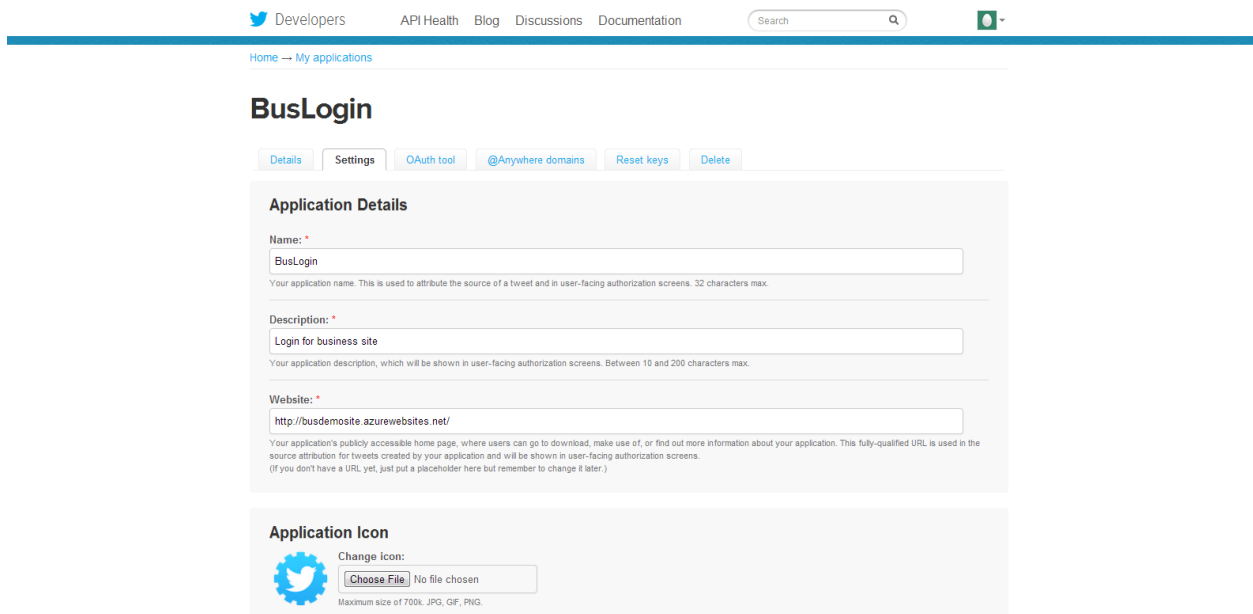 Developers API Health Blog Discussions Documentation Search
Home → My applications
BusLogin
Details Settings OAuth tool @Anywhere domains Reset keys Delete
Application Details
Name: *
BusLogin
Your application name. This is used to attribute the source of a tweet and in user-facing authorization screens. 32 characters max.
Description: *
Login for business site
Your application description, which will be shown in user-facing authorization screens. Between 10 and 200 characters max.
Website: *
http://busdemosite.azurewebsites.net/
Your application's publicly accessible home page, where users can go to download, make use of, or find out more information about your application. This fully-qualified URL is used in the
source attribution for tweets created by your application and will be shown in user-facing authorization screens.
(If you don't have a URL yet, just put a placeholder here but remember to change it later.)
Application Icon
Change icon:
Choose File No file chosen
Maximum size of 700k. JPG, GIF, PNG.